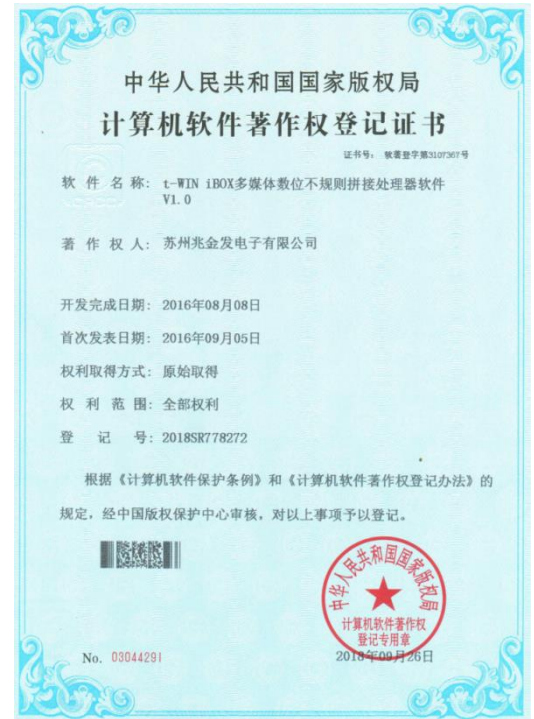 中华人民共和国国家版权局
计算机软件著作权登记证书
证书号： 软著登字第3107367号
软件名称： t-WIN iBOX多媒体数位不规则拼接处理器软件
V1.0
著作权人： 苏州兆金发电子有限公司
开发完成日期： 2016年08月08日
首次发表日期： 2016年09月05日
权利取得方式： 原始取得
权利范围： 全部权利
登记号： 2018SR778272
根据《计算机软件保护条例》和《计算机软件著作权登记办法》的
规定，经中国版权保护中心审核，对以上事项予以登记。
中华人民共和国国家版权局
计算机软件著作权
登记专用章
No. 03044291
2018年09月26日